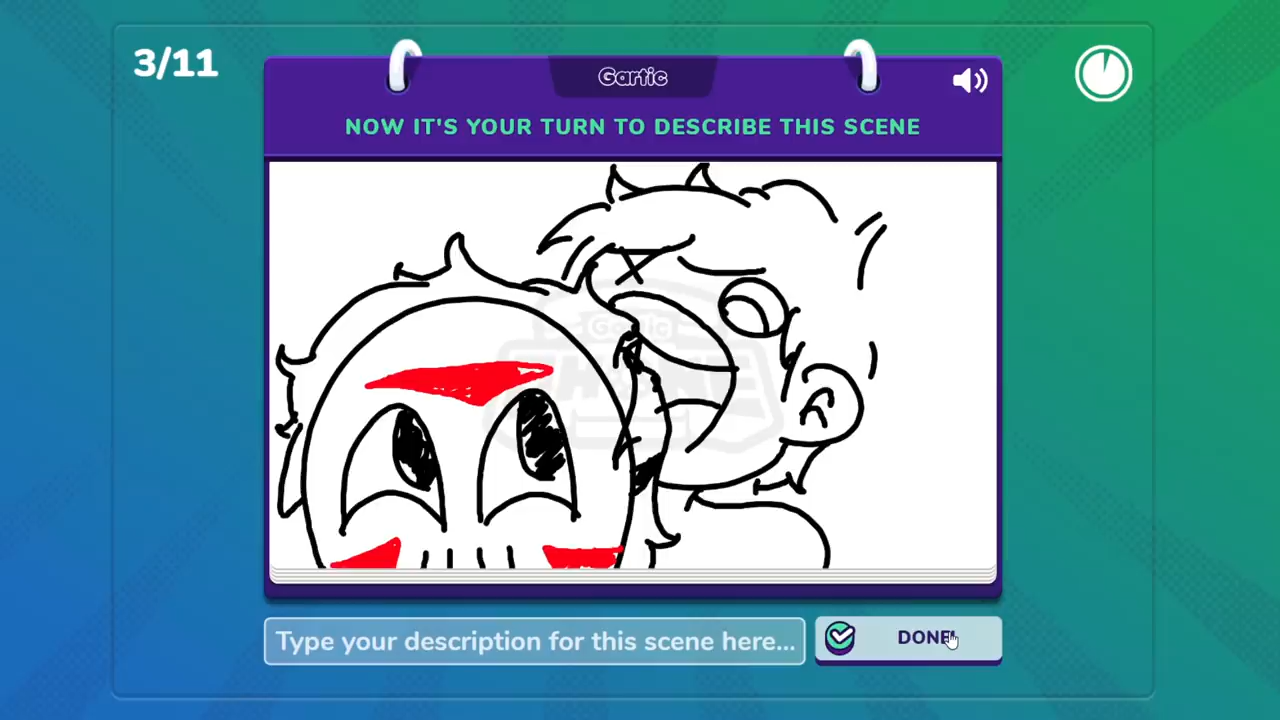 3/11
Gartic
NOW IT'S YOUR TURN TO DESCRIBE THIS SCENE
Gartic
Type your description for this scene here...
DONE!